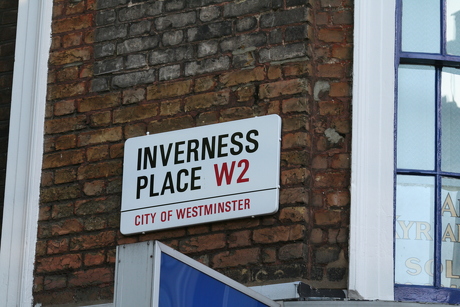 INVERNESS
PLACE W2
CITY OF WESTMINSTER